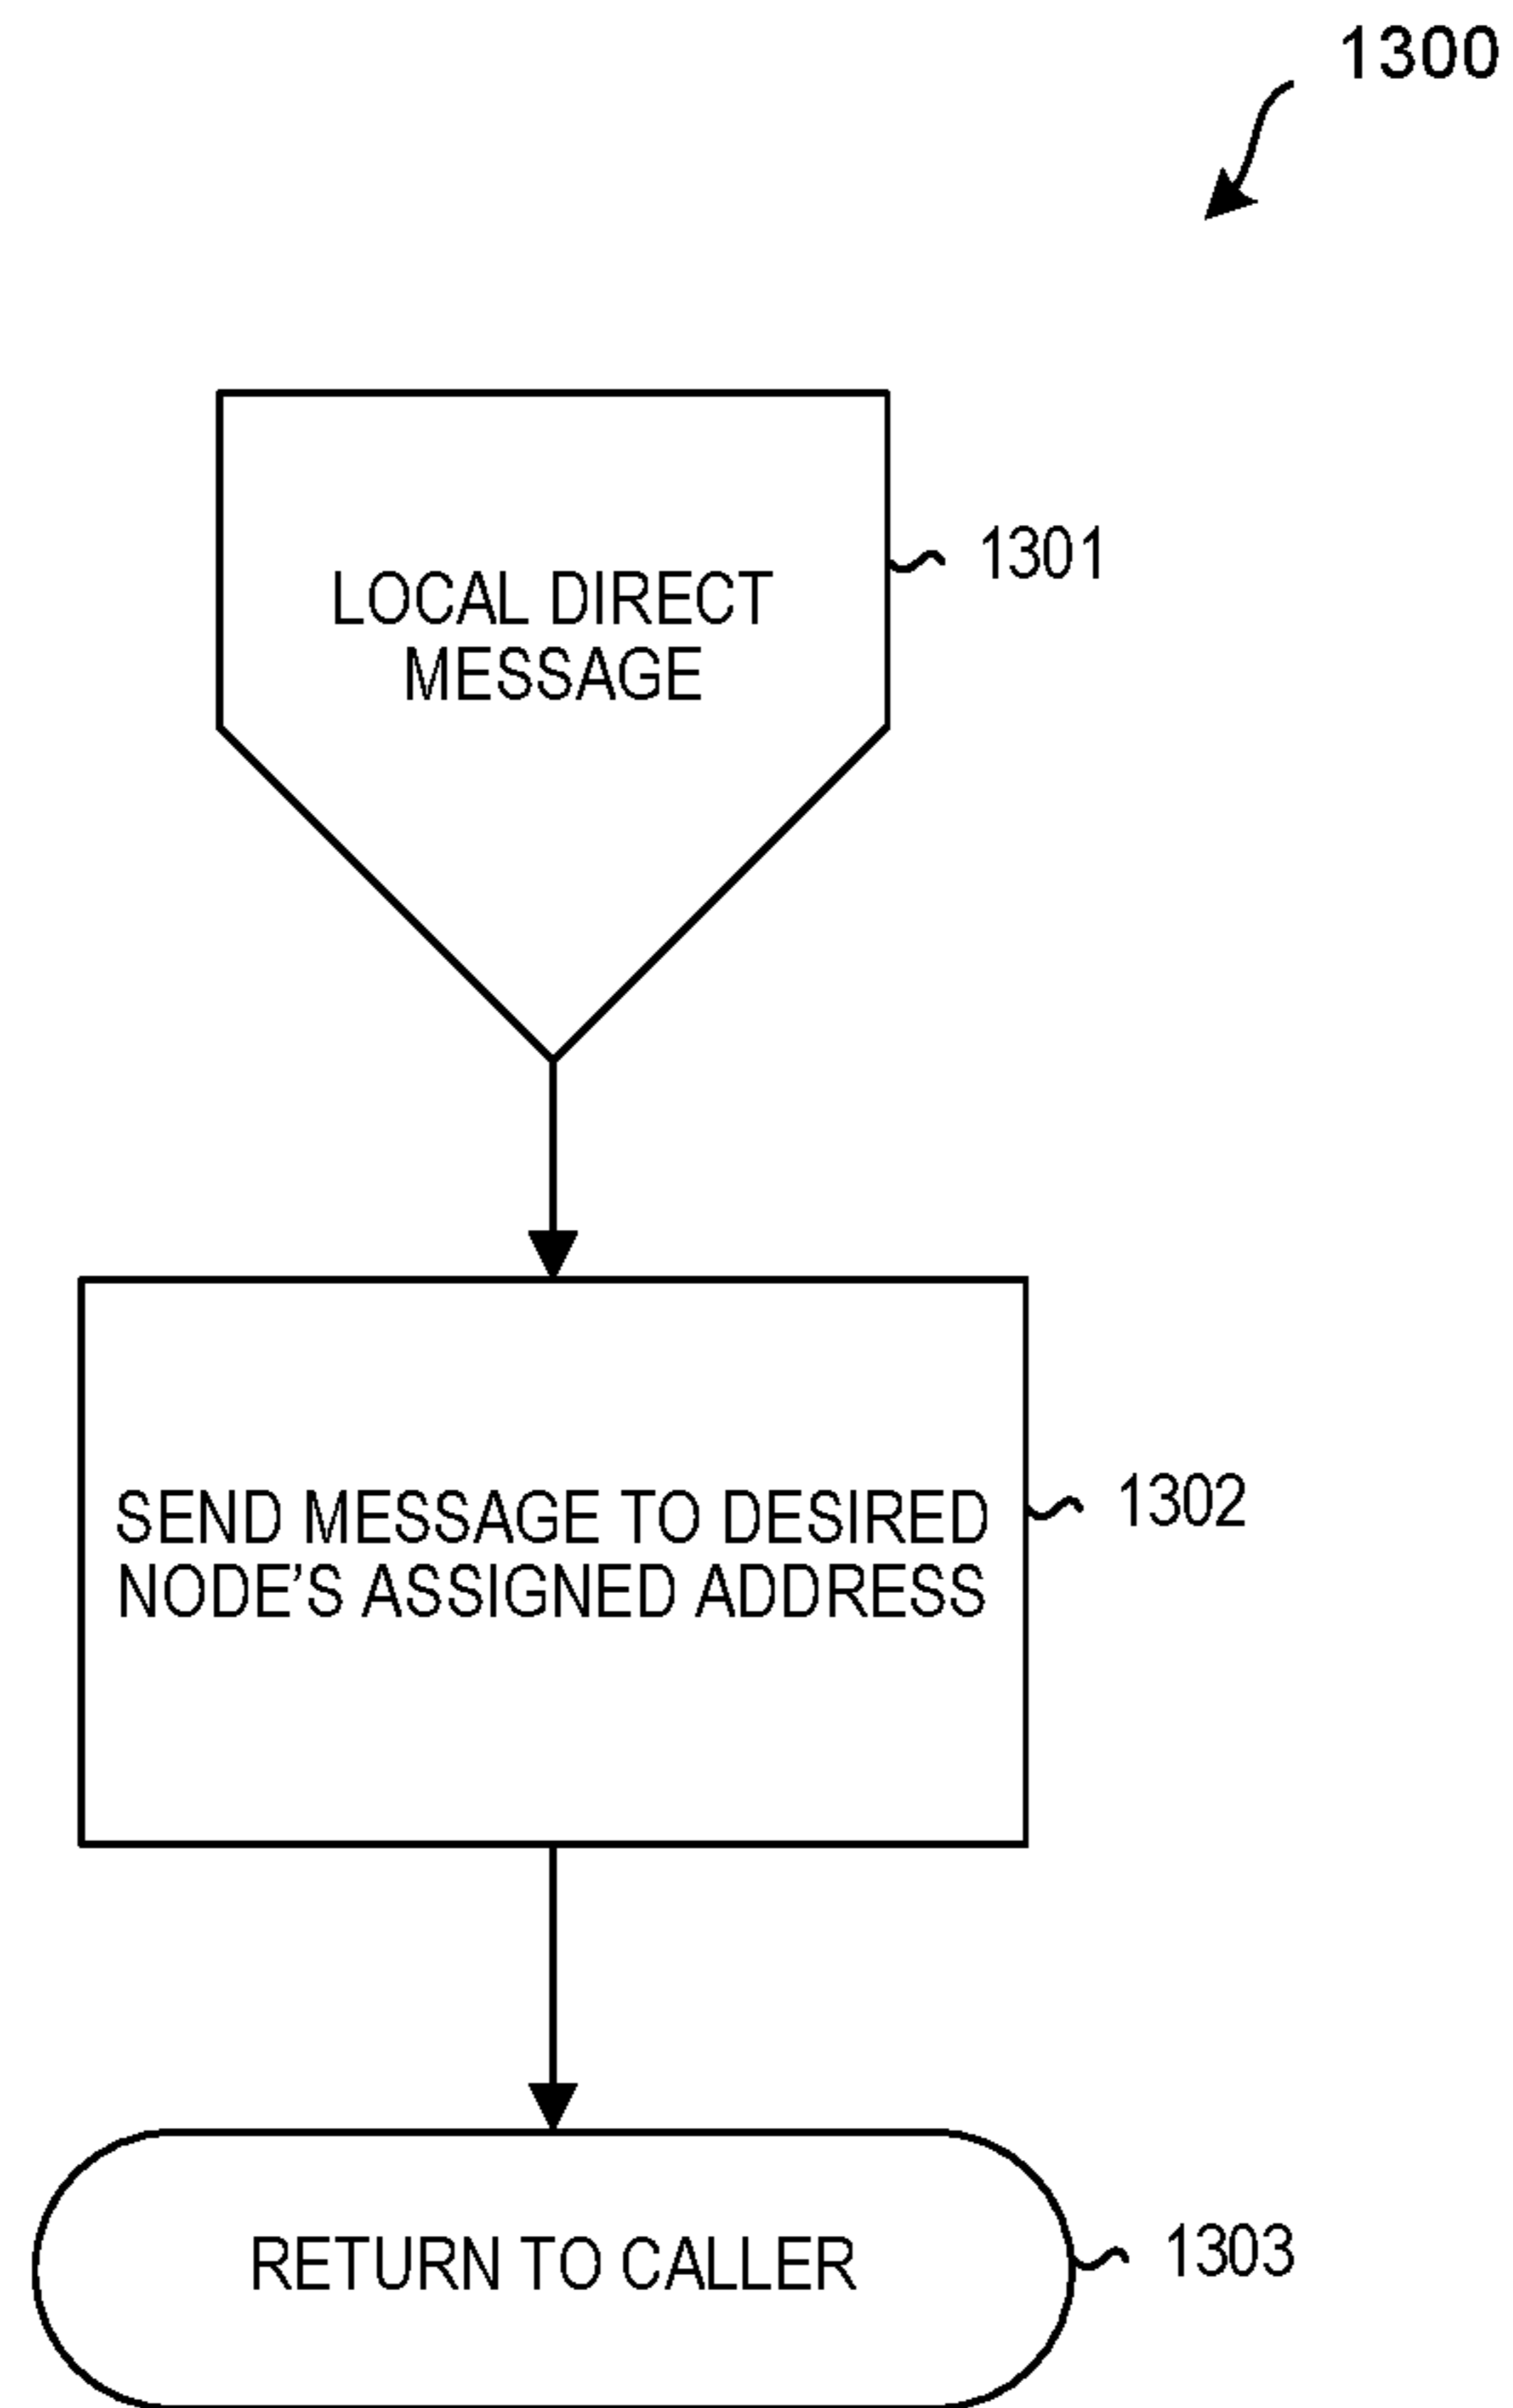 1300
LOCAL DIRECT
MESSAGE
1301
SEND MESSAGE TO DESIRED
NODE'S ASSIGNED ADDRESS
1302
RETURN TO CALLER
1303